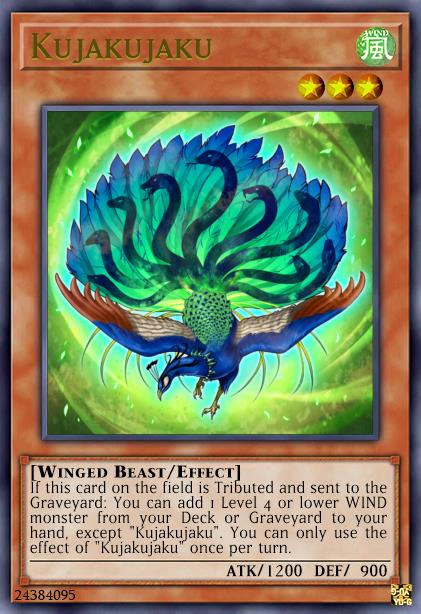 Kujakujaku
WIND
風
[Winged Beast/Effect]
If this card on the field is Tributed and sent to the
Graveyard: You can add 1 Level 4 or lower WIND
monster from your Deck or Graveyard to your
hand, except "Kujakujaku". You can only use the
effect of "Kujakujaku" once per turn.
ATK/1200 DEF/ 900
24384095